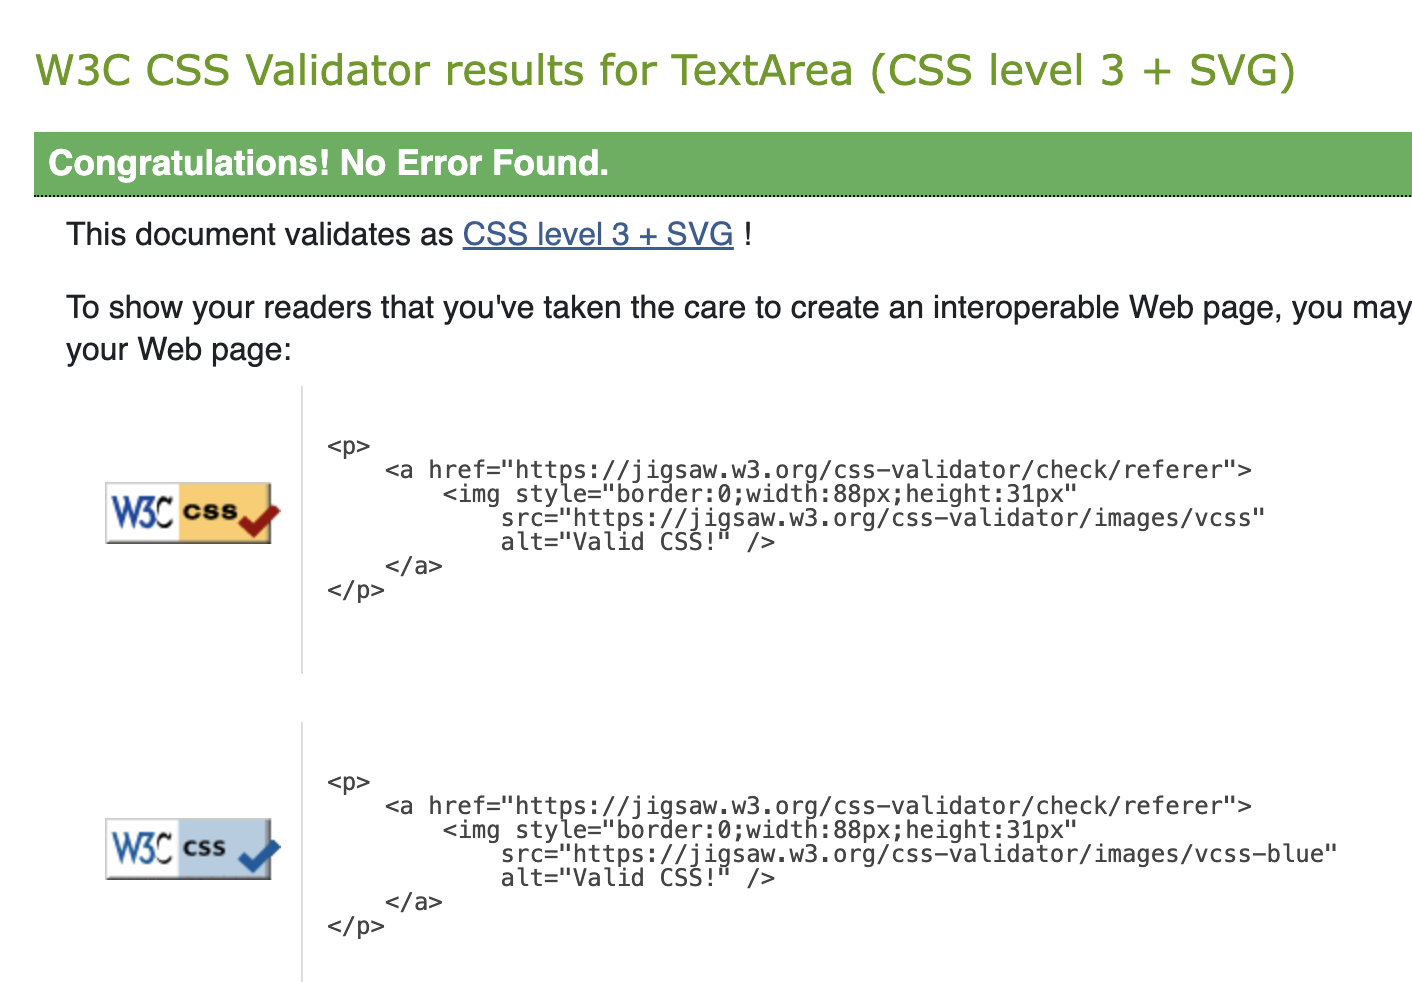 W3C CSS Validator results for TextArea (CSS level 3 + SVG)
Congratulations! No Error Found.
This document validates as CSS level 3 + SVG !
To show your readers that you've taken the care to create an interoperable Web page, you may
your Web page:
<p>
    <a href="https://jigsaw.w3.org/css-validator/check/referer">
        <img style="border:0;width:88px;height:31px"
            src="https://jigsaw.w3.org/css-validator/images/vcss"
            alt="Valid CSS!" />
    </a>
</p>
W3C css
<p>
    <a href="https://jigsaw.w3.org/css-validator/check/referer">
        <img style="border:0;width:88px;height:31px"
            src="https://jigsaw.w3.org/css-validator/images/vcss-blue"
            alt="Valid CSS!" />
    </a>
</p>
W3C css